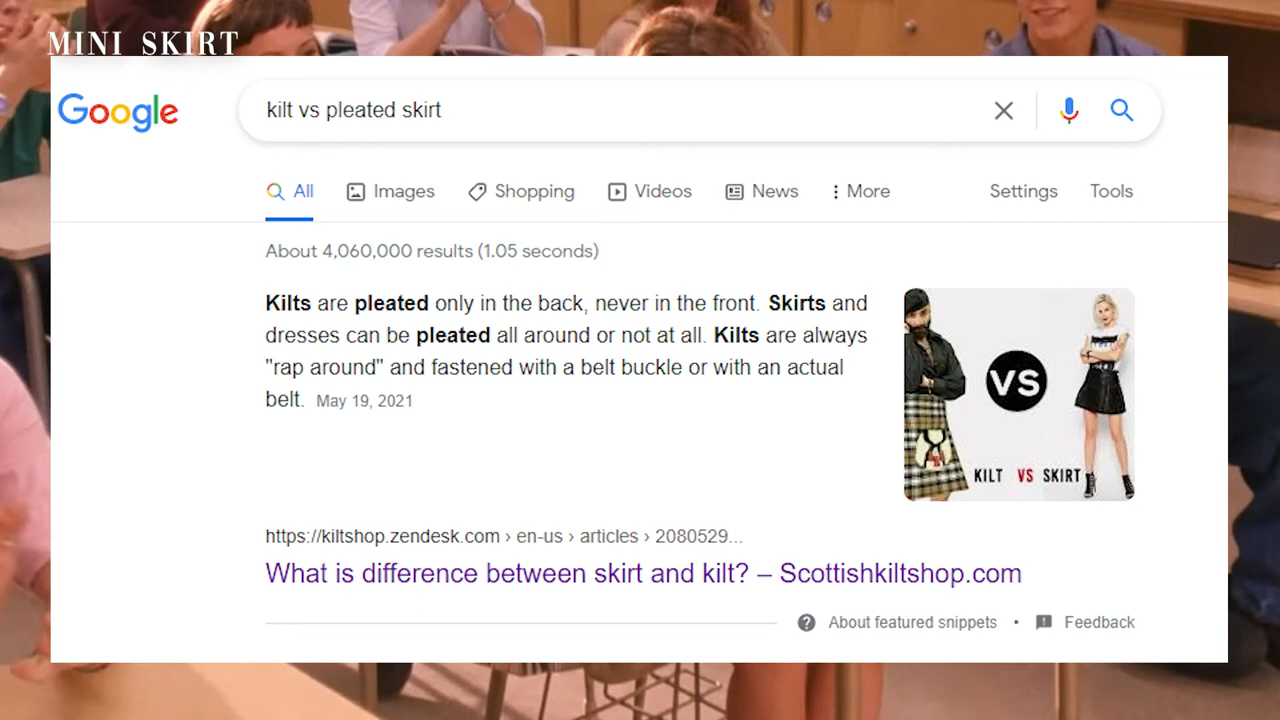 MINI SKIRT
Google
kilt vs pleated skirt
All Images Shopping Videos News More Settings Tools
About 4,060,000 results (1.05 seconds)
Kilts are pleated only in the back, never in the front. Skirts and
dresses can be pleated all around or not at all. Kilts are always
"rap around" and fastened with a belt buckle or with an actual
belt. May 19, 2021
VS
KILT VS SKIRT
https://kiltshop.zendesk.com › en-us › articles › 2080529...
What is difference between skirt and kilt? – Scottishkiltshop.com
About featured snippets • Feedback